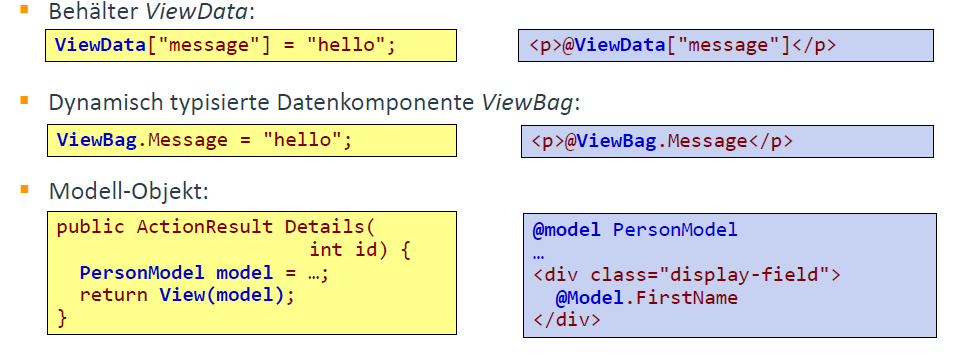 Behälter ViewData:
ViewData["message"] = "hello";
<p>@ViewData["message"]</p>
Dynamisch typisierte Datenkomponente ViewBag:
ViewBag.Message = "hello";
<p>@ViewBag.Message</p>
Modell-Objekt:
public ActionResult Details(
int id) {
PersonModel model = …;
return View(model);
}
@model PersonModel
…
<div class="display-field">
@Model.FirstName
</div>